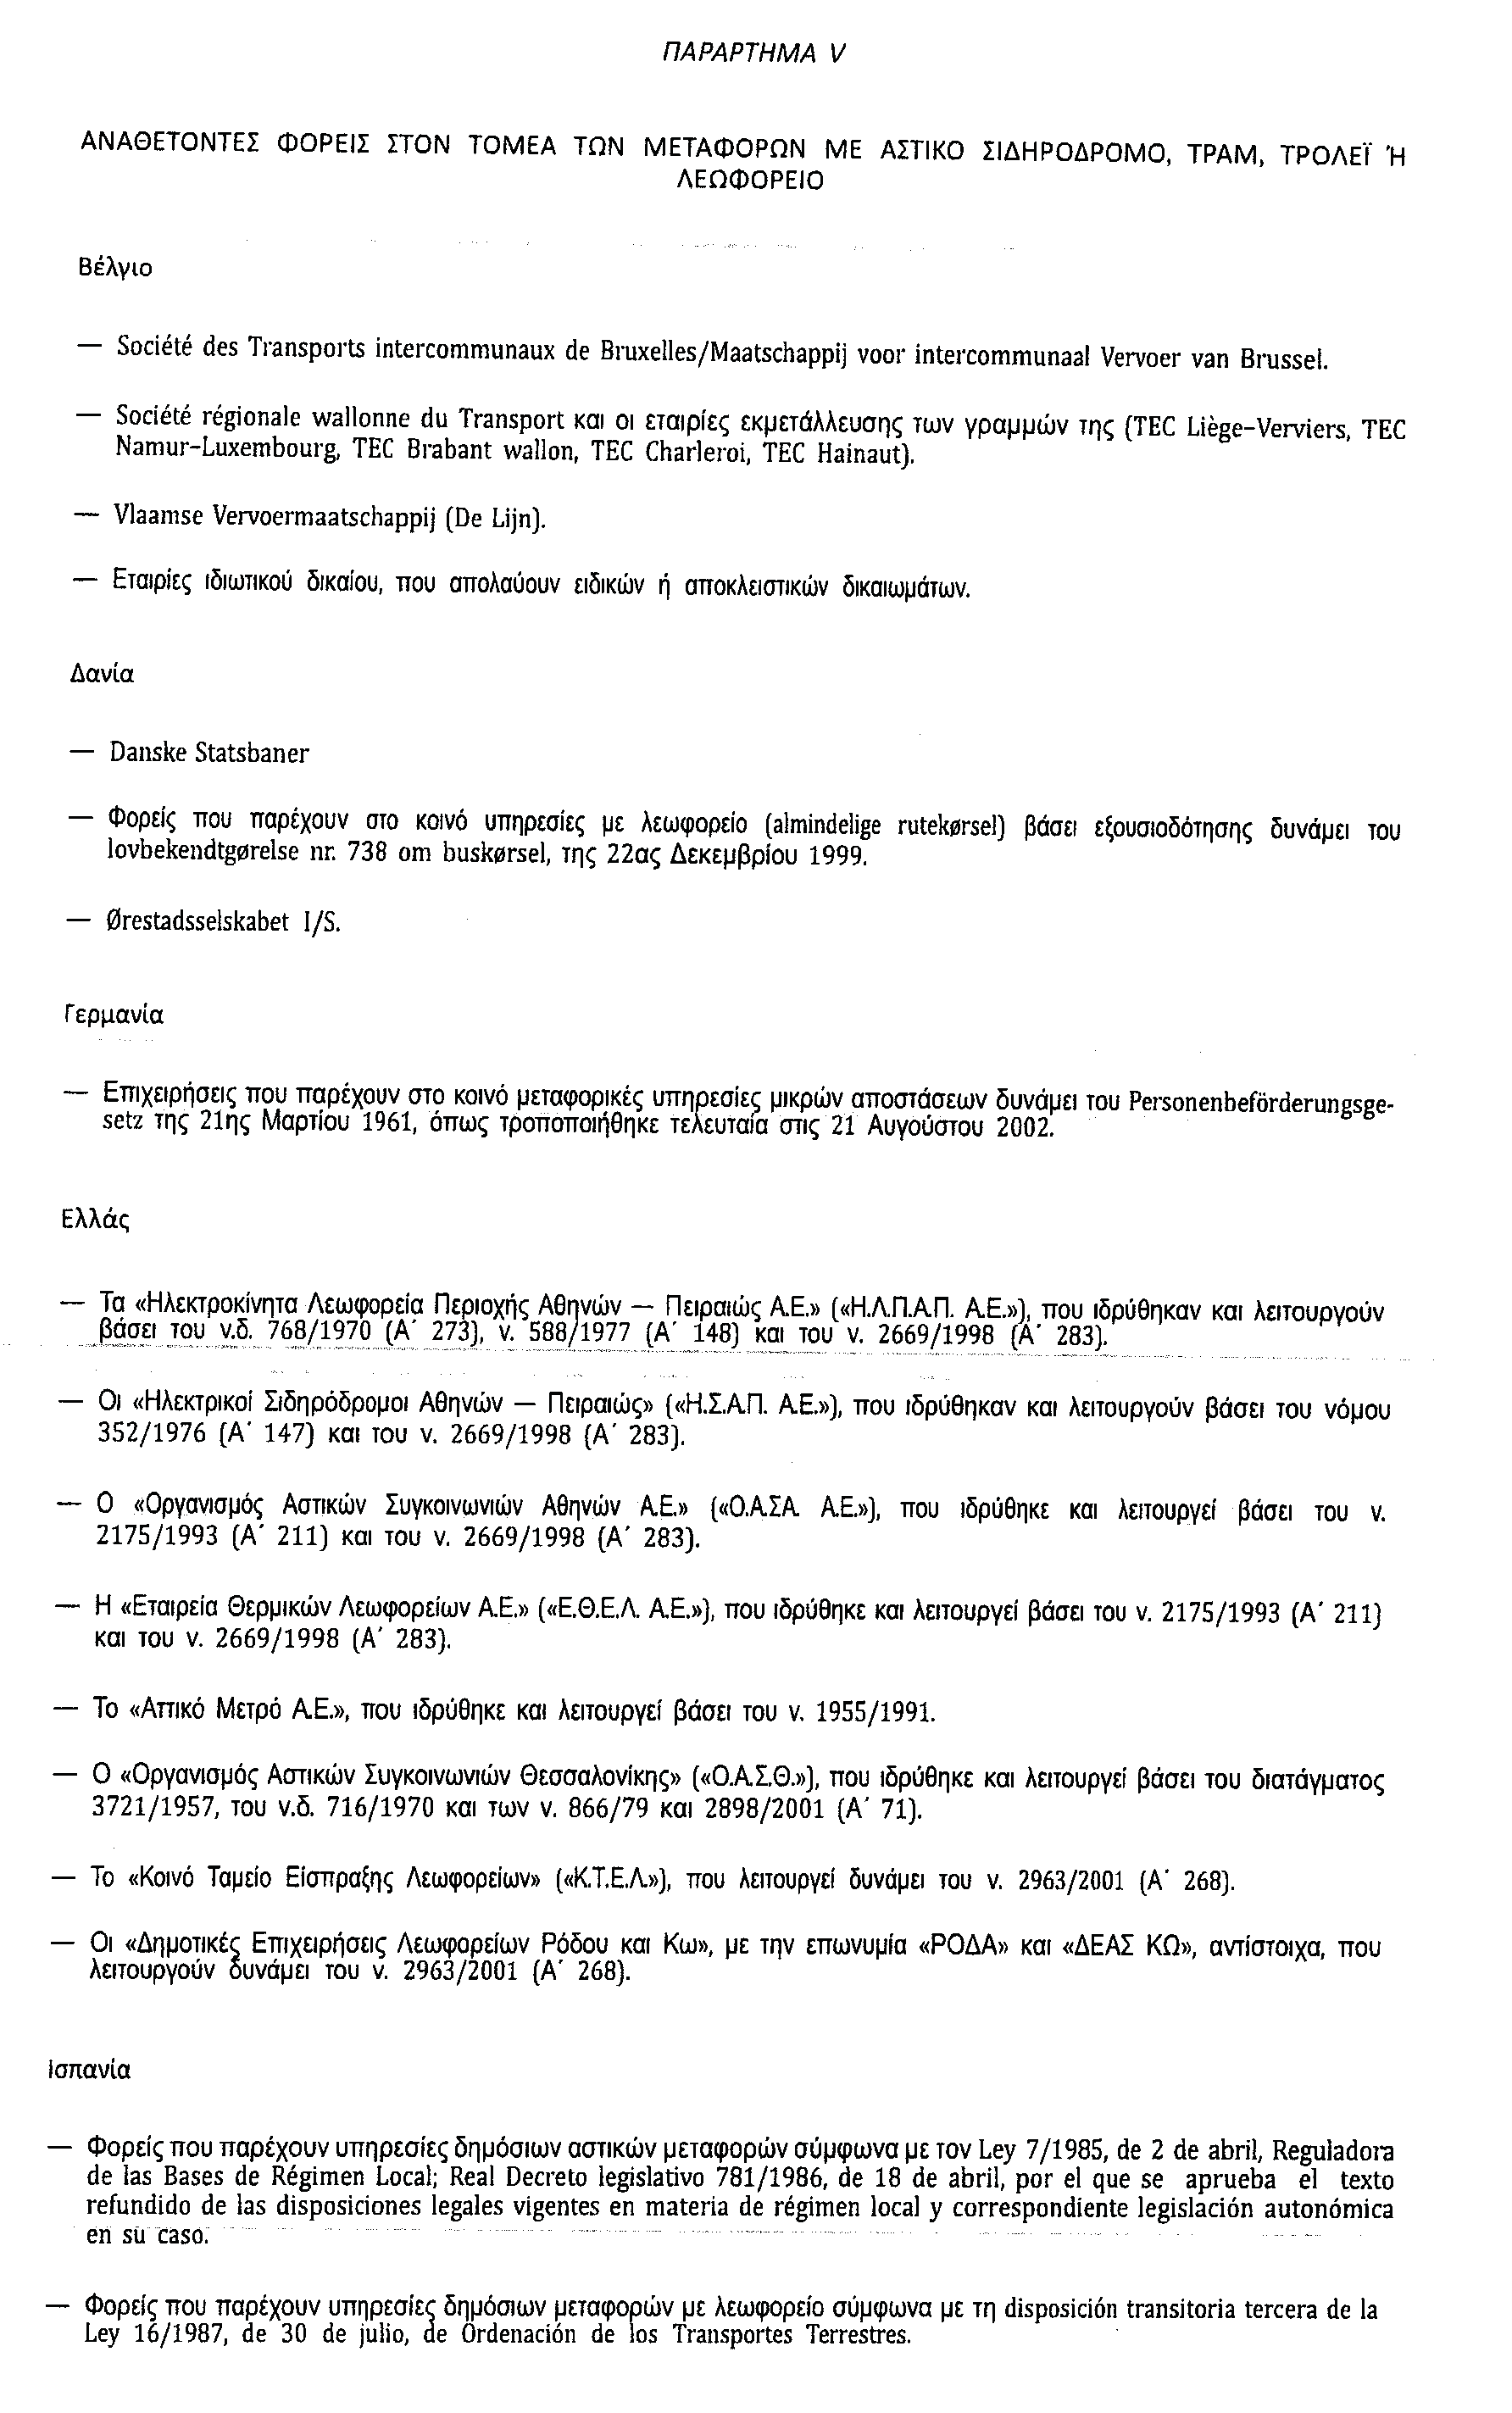 ΠΑΡΑΡΤΗΜΑ V
ΑΝΑΘΕΤΟΝΤΕΣ ΦΟΡΕΙΣ ΣΤΟΝ ΤΟΜΕΑ ΤΩΝ ΜΕΤΑΦΟΡΩΝ ΜΕ ΑΣΤΙΚΟ ΣΙΔΗΡΟΔΡΟΜΟ, ΤΡΑΜ, ΤΡΟΛΕΪ Ή
ΛΕΩΦΟΡΕΙΟ
Βέλγιο
— Société des Transports intercommunaux de Bruxelles/Maatschappij voor intercommunaal Vervoer van Brussel.
— Société régionale wallonne du Transport και οι εταιρίες εκμετάλλευσης των γραμμών της (TEC Liège-Verviers, TEC
Namur-Luxembourg, TEC Brabant wallon, TEC Charleroi, TEC Hainaut).
— Vlaamse Vervoermaatschappij (De Lijn).
— Εταιρίες ιδιωτικού δικαίου, που απολαύουν ειδικών ή αποκλειστικών δικαιωμάτων.
Δανία
— Danske Statsbaner
— Φορείς που παρέχουν στο κοινό υπηρεσίες με λεωφορείο (almindelige rutekørsel) βάσει εξουσιοδότησης δυνάμει του
lovbekendtgørelse nr. 738 om buskørsel, της 22ας Δεκεμβρίου 1999.
— Ørestadsselskabet I/S.
Γερμανία
— Επιχειρήσεις που παρέχουν στο κοινό μεταφορικές υπηρεσίες μικρών αποστάσεων δυνάμει του Personenbeförderungsge-
setz της 21ης Μαρτίου 1961, όπως τροποποιήθηκε τελευταία στις 21 Αυγούστου 2002.
Ελλάς
— Τα «Ηλεκτροκίνητα Λεωφορεία Περιοχής Αθηνών — Πειραιώς Α.Ε.» («Η.Λ.Π.Α.Π. Α.Ε.»), που ιδρύθηκαν και λειτουργούν
βάσει του ν.δ. 768/1970 (Α΄ 273), ν. 588/1977 (Α΄ 148) και του ν. 2669/1998 (Α΄ 283).
— Οι «Ηλεκτρικοί Σιδηρόδρομοι Αθηνών — Πειραιώς» («Η.Σ.Α.Π. Α.Ε.»), που ιδρύθηκαν και λειτουργούν βάσει του νόμου
352/1976 (Α΄ 147) και του ν. 2669/1998 (Α΄ 283).
— Ο «Οργανισμός Αστικών Συγκοινωνιών Αθηνών Α.Ε.» («Ο.Α.Σ.Α. Α.Ε.»), που ιδρύθηκε και λειτουργεί βάσει του ν.
2175/1993 (Α΄ 211) και του ν. 2669/1998 (Α΄ 283).
— Η «Εταιρεία Θερμικών Λεωφορείων Α.Ε.» («Ε.Θ.Ε.Λ. Α.Ε.»), που ιδρύθηκε και λειτουργεί βάσει του ν. 2175/1993 (Α΄ 211)
και του ν. 2669/1998 (Α΄ 283).
— Το «Αττικό Μετρό Α.Ε.», που ιδρύθηκε και λειτουργεί βάσει του ν. 1955/1991.
— Ο «Οργανισμός Αστικών Συγκοινωνιών Θεσσαλονίκης» («Ο.Α.Σ.Θ.»), που ιδρύθηκε και λειτουργεί βάσει του διατάγματος
3721/1957, του ν.δ. 716/1970 και των ν. 866/79 και 2898/2001 (Α΄ 71).
— Το «Κοινό Ταμείο Είσπραξης Λεωφορείων» («Κ.Τ.Ε.Λ.»), που λειτουργεί δυνάμει του ν. 2963/2001 (Α΄ 268).
— Οι «Δημοτικές Επιχειρήσεις Λεωφορείων Ρόδου και Κω», με την επωνυμία «ΡΟΔΑ» και «ΔΕΑΣ ΚΩ», αντίστοιχα, που
λειτουργούν δυνάμει του ν. 2963/2001 (Α΄ 268).
Ισπανία
— Φορείς που παρέχουν υπηρεσίες δημόσιων αστικών μεταφορών σύμφωνα με τον Ley 7/1985, de 2 de abril, Reguladora
de las Bases de Régimen Local; Real Decreto legislativo 781/1986, de 18 de abril, por el que se aprueba el texto
refundido de las disposiciones legales vigentes en materia de régimen local y correspondiente legislación autonómica
en su caso.
— Φορείς που παρέχουν υπηρεσίες δημόσιων μεταφορών με λεωφορείο σύμφωνα με τη disposición transitoria tercera de la
Ley 16/1987, de 30 de julio, de Ordenación de los Transportes Terrestres.